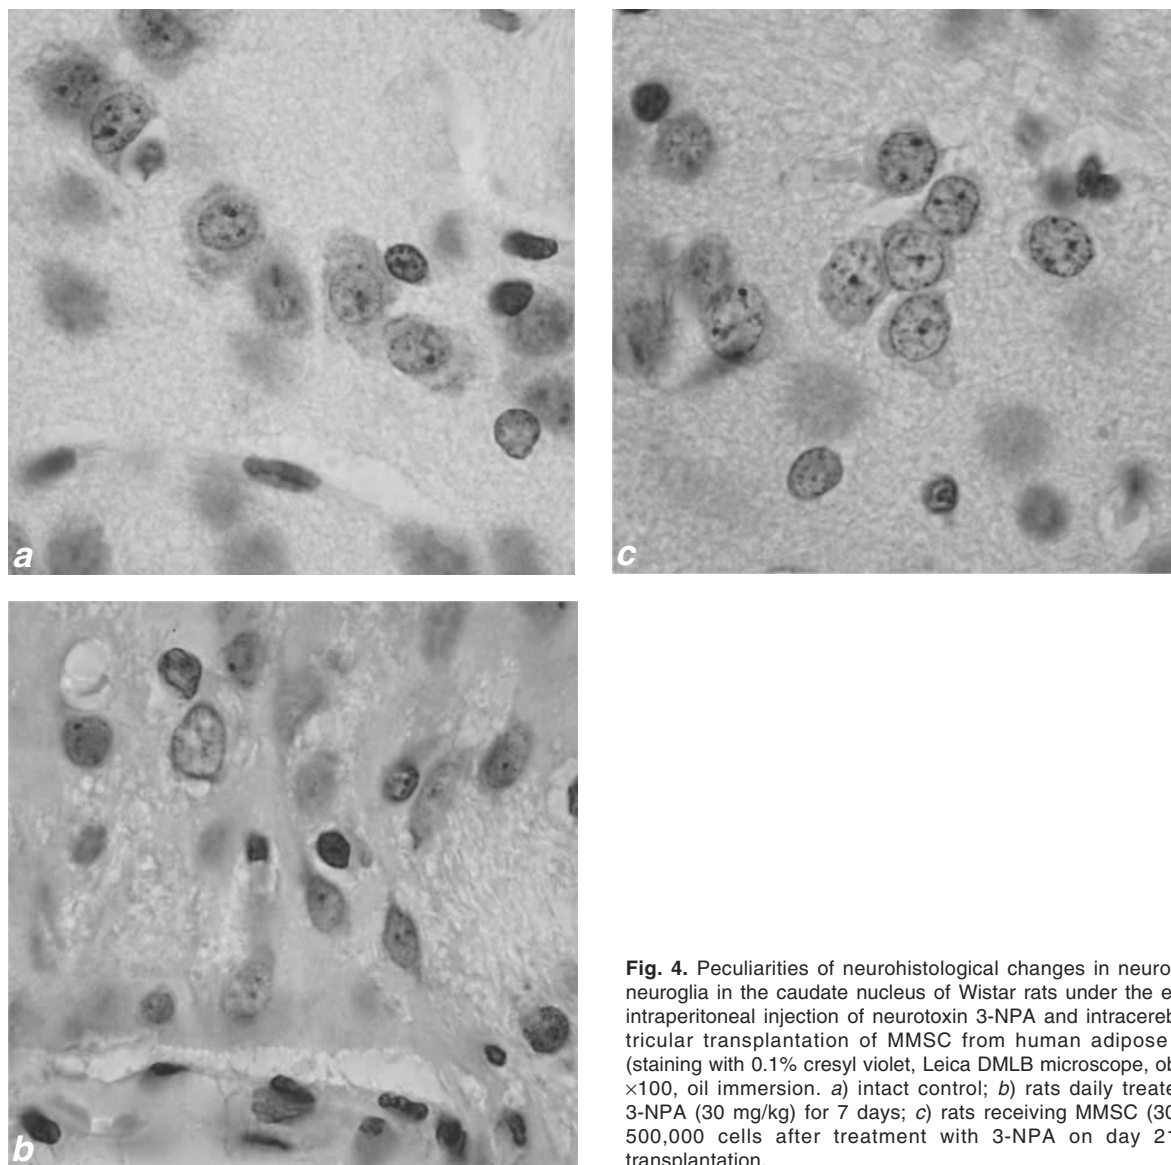 a
c
b
Fig. 4. Peculiarities of neurohistological changes in neuro
neuroglia in the caudate nucleus of Wistar rats under the e
intraperitoneal injection of neurotoxin 3-NPA and intracereb
tricular transplantation of MMSC from human adipose
(staining with 0.1% cresyl violet, Leica DMLB microscope, ob
×100, oil immersion. a) intact control; b) rats daily treate
3-NPA (30 mg/kg) for 7 days; c) rats receiving MMSC (30
500,000 cells after treatment with 3-NPA on day 21
transplantation.